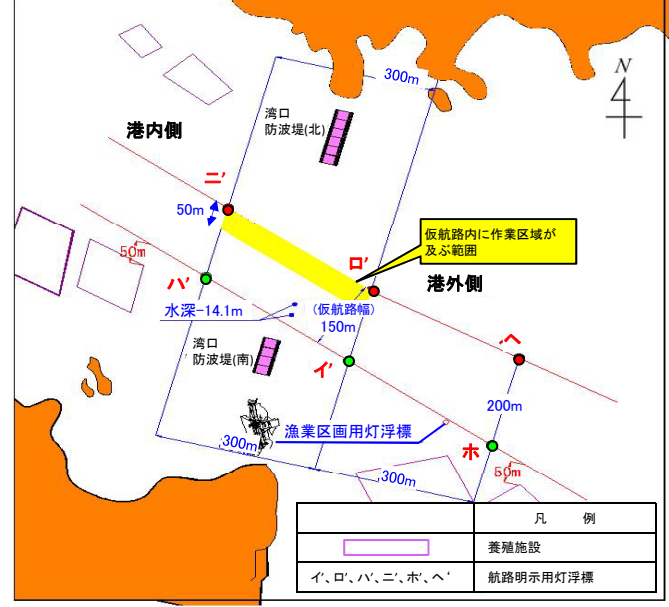 300m
N
湾口
防波堤(北)
港内側
ニ'
50m
仮航路内に作業区域が
及ぶ範囲
50m
ロ'
港外側
ハ'
水深-14.1m
(仮航路幅)
150m
ヘ
湾口
防波堤(南)
イ'
200m
漁業区画用灯浮標
300m
ホ
300m
50m
凡 例
養殖施設
イ'、ロ'、ハ'、ニ'、ホ'、ヘ'
航路明示用灯浮標